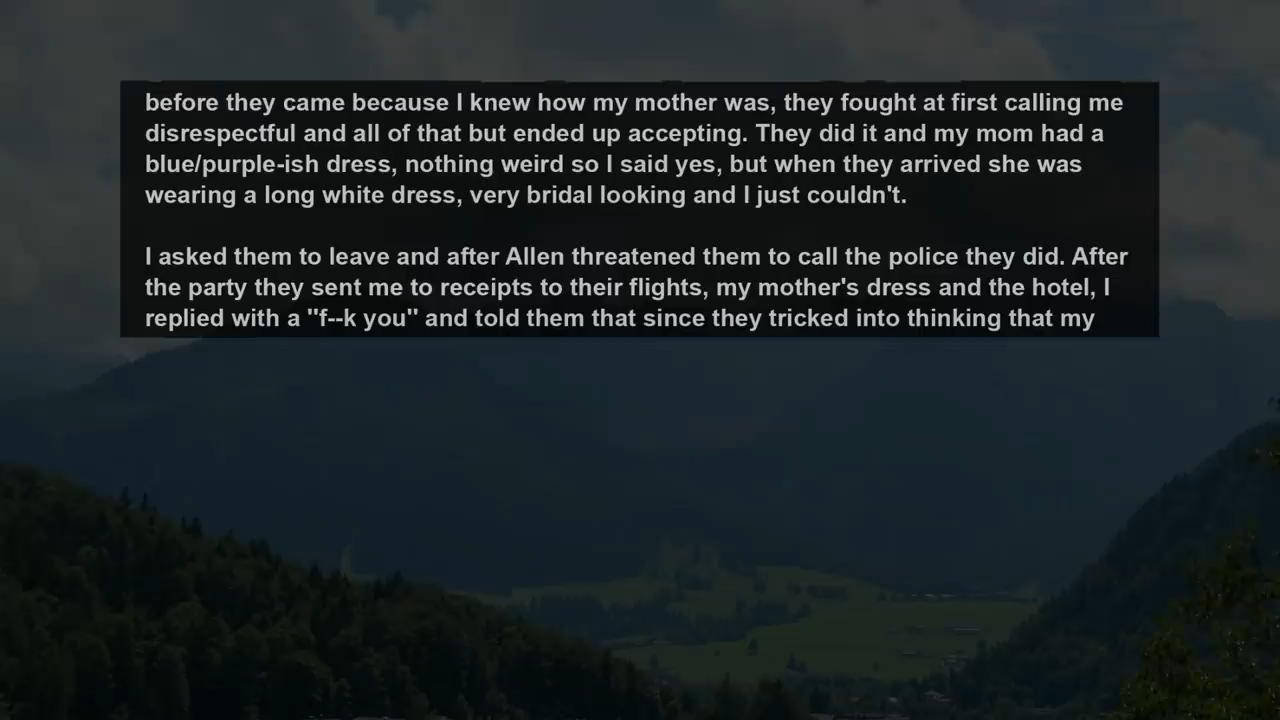 before they came because I knew how my mother was, they fought at first calling me
disrespectful and all of that but ended up accepting. They did it and my mom had a
blue/purple-ish dress, nothing weird so I said yes, but when they arrived she was
wearing a long white dress, very bridal looking and I just couldn't.
I asked them to leave and after Allen threatened them to call the police they did. After
the party they sent me to receipts to their flights, my mother's dress and the hotel, I
replied with a "f--k you" and told them that since they tricked into thinking that my